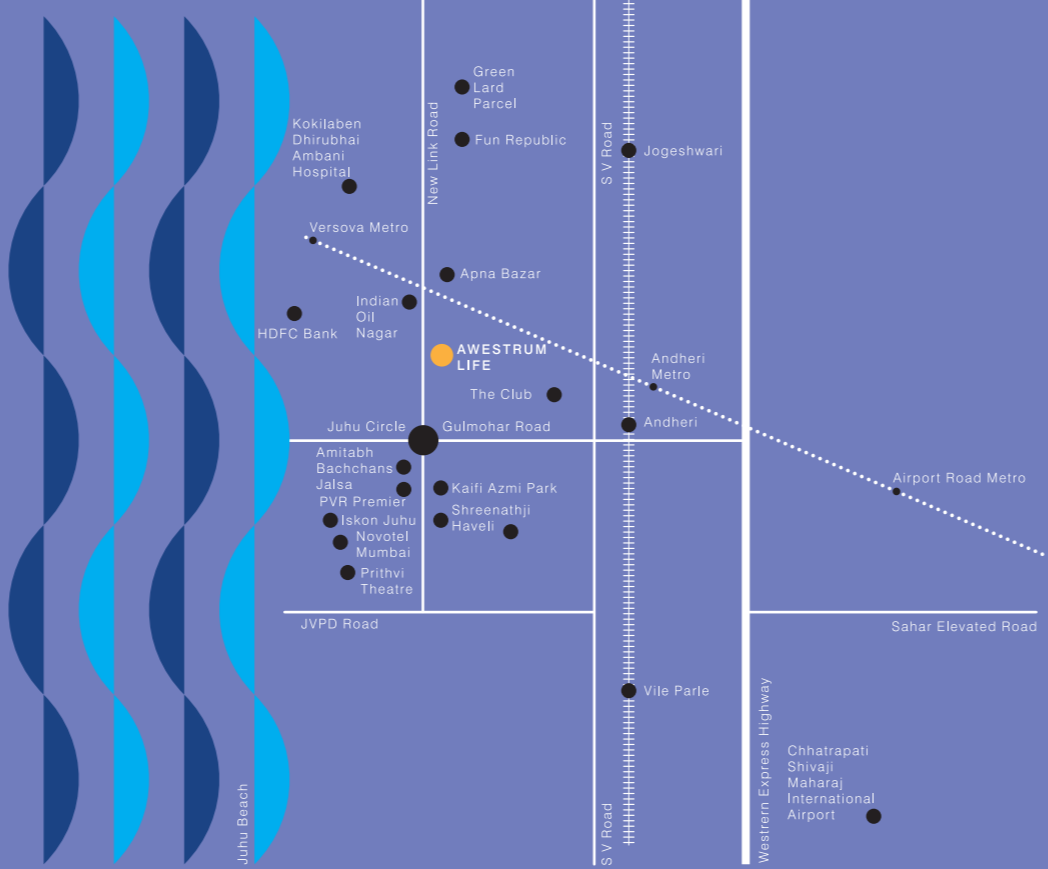 Green
Lard
Parcel
Kokilaben
Dhirubhai
Ambani
Hospital
New Link Road
Fun Republic
S V Road
Jogeshwari
Versova Metro
Apna Bazar
Indian
Oil
Nagar
HDFC Bank
AWESTRUM
LIFE
Andheri
Metro
The Club
Juhu Circle
Gulmohar Road
Andheri
Amitabh
Bachchans
Jalsa
PVR Premier
Kaifi Azmi Park
Airport Road Metro
Iskon Juhu
Shreenathji
Haveli
Novotel
Mumbai
Prithvi
Theatre
JVPD Road
Sahar Elevated Road
Vile Parle
Juhu Beach
S V Road
Westrern Express Highway
Chhatrapati
Shivaji
Maharaj
International
Airport